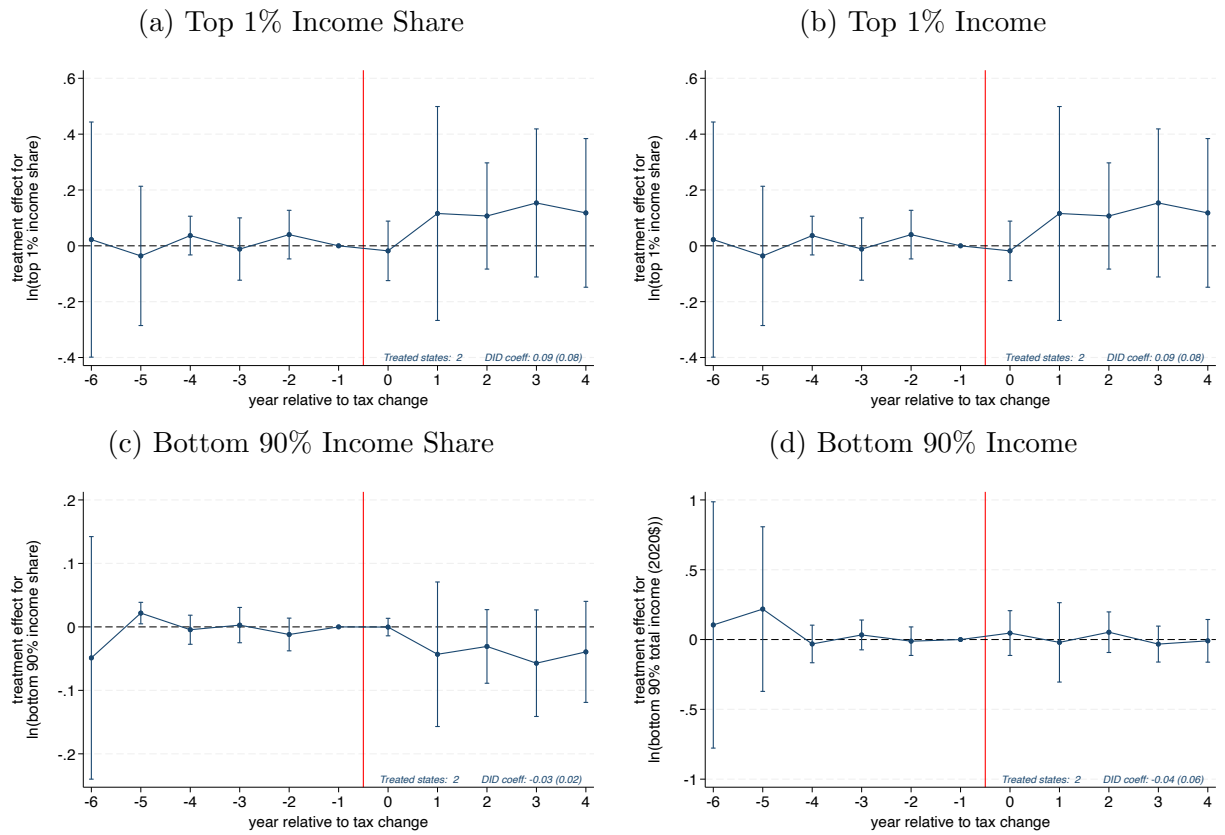 (a) Top 1% Income Share
(b) Top 1% Income
treatment effect for
ln(top 1% income share)
.6
.4
.2
0
-.2
-.4
Treated states: 2 DID coeff: 0.09 (0.08)
-6 -5 -4 -3 -2 -1 0 1 2 3 4
year relative to tax change
treatment effect for
ln(top 1% income share)
.6
.4
.2
0
-.2
-.4
Treated states: 2 DID coeff: 0.09 (0.08)
-6 -5 -4 -3 -2 -1 0 1 2 3 4
year relative to tax change
(c) Bottom 90% Income Share
(d) Bottom 90% Income
treatment effect for
ln(bottom 90% income share)
.2
.1
0
-.1
-.2
Treated states: 2 DID coeff: -0.03 (0.02)
-6 -5 -4 -3 -2 -1 0 1 2 3 4
year relative to tax change
treatment effect for
ln(bottom 90% total income (2020$))
1
.5
0
-.5
-1
Treated states: 2 DID coeff: -0.04 (0.06)
-6 -5 -4 -3 -2 -1 0 1 2 3 4
year relative to tax change